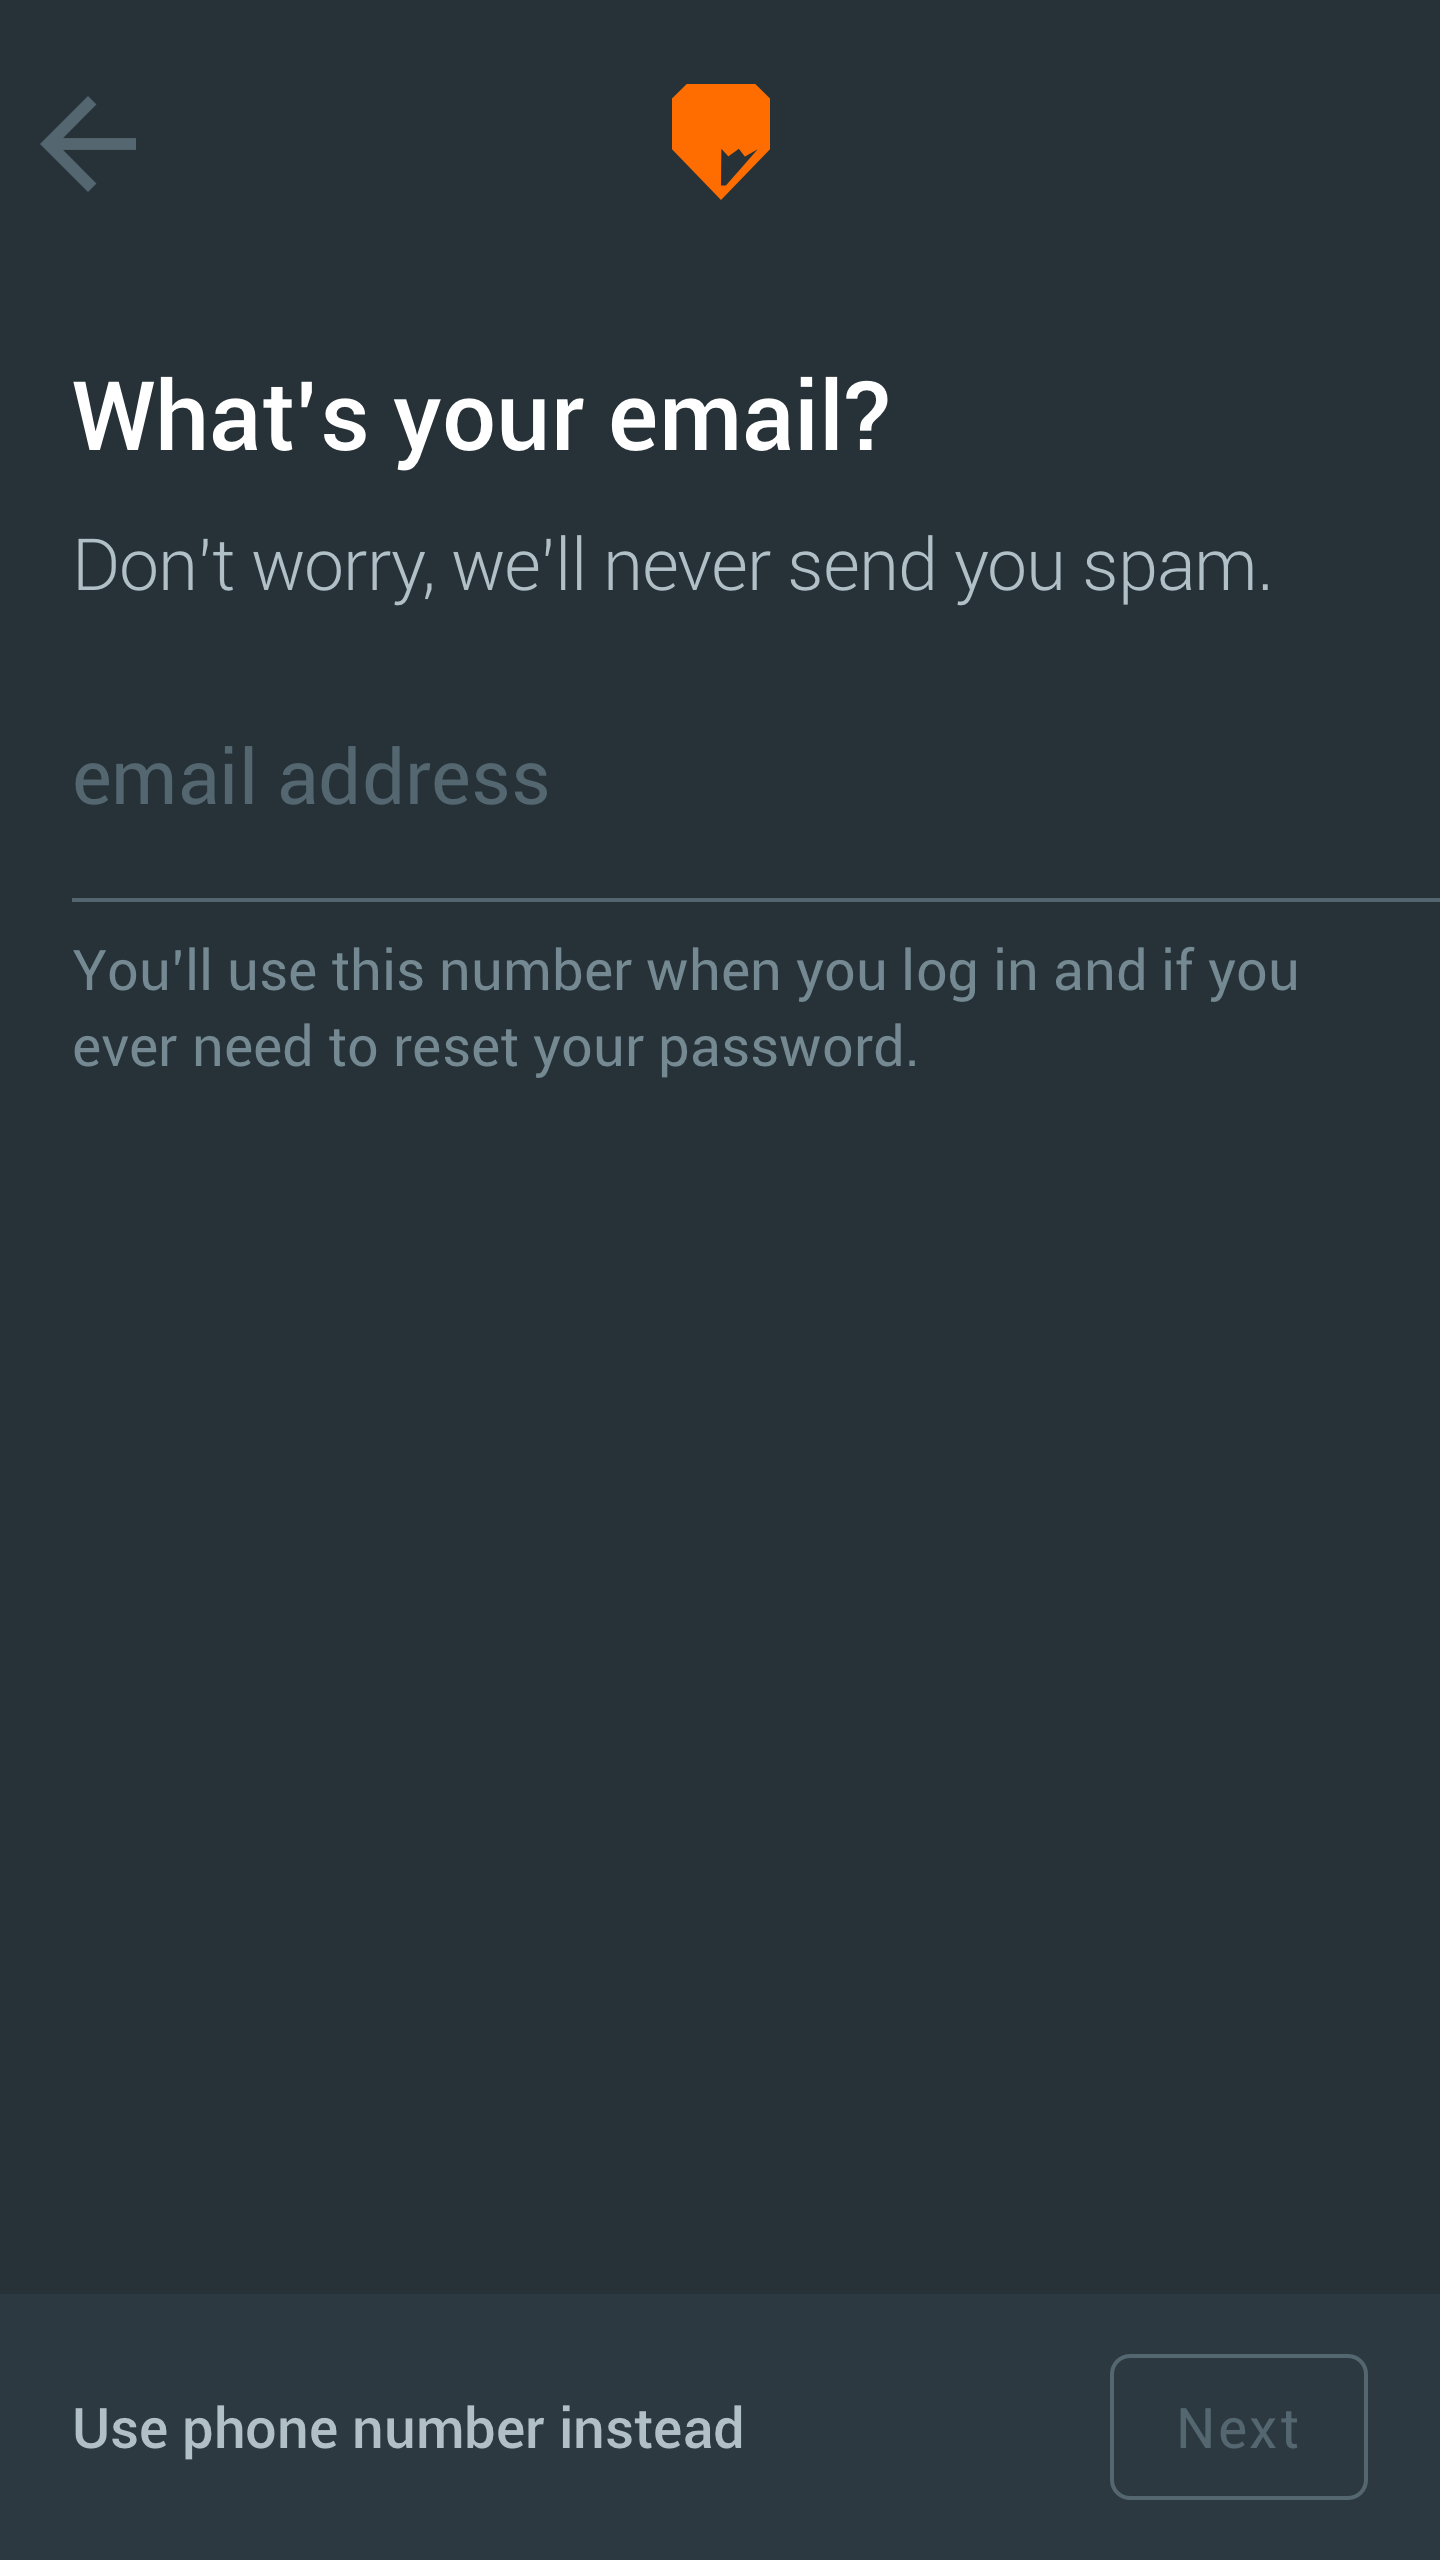 What's your email?
Don't worry, we'll never send you spam.
email address
You'll use this number when you log in and if you
ever need to reset your password.
Use phone number instead
Next